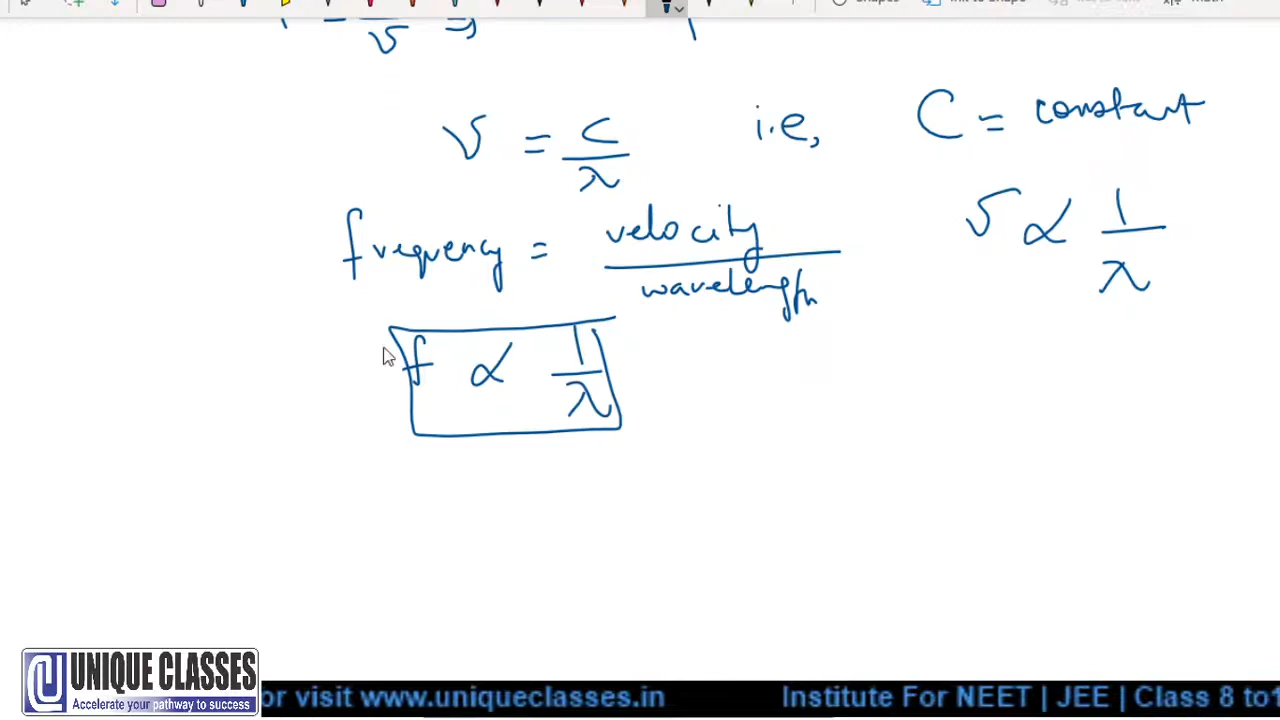 ν = c/λ i.e, C = constant
frequency = velocity/wavelength ν ∝ 1/λ
f ∝ 1/λ
UNIQUE CLASSES
Accelerate your pathway to success
or visit www.uniqueclasses.in Institute For NEET | JEE | Class 8 to